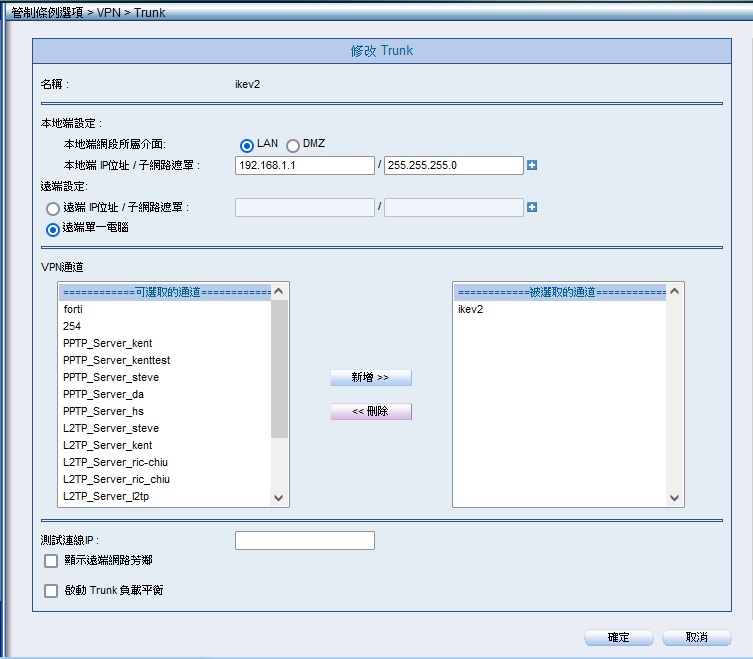 管制條例選項 > VPN > Trunk
修改 Trunk
名稱 : ikev2
本地端設定 :
本地端網段所屬介面: LAN DMZ
本地端 IP位址 / 子網路遮罩 : 192.168.1.1 / 255.255.255.0
遠端設定:
遠端 IP位址 / 子網路遮罩 : /
遠端單一電腦
VPN通道
============可選取的通道============
forti
254
PPTP_Server_kent
PPTP_Server_kenttest
PPTP_Server_steve
PPTP_Server_da
PPTP_Server_hs
L2TP_Server_steve
L2TP_Server_kent
L2TP_Server_ric-chiu
L2TP_Server_ric_chiu
L2TP_Server_l2tp
新增 >>
<< 刪除
============被選取的通道============
ikev2
測試連線IP :
顯示遠端網路芳鄰
啟動 Trunk 負載平衡
確定 取消